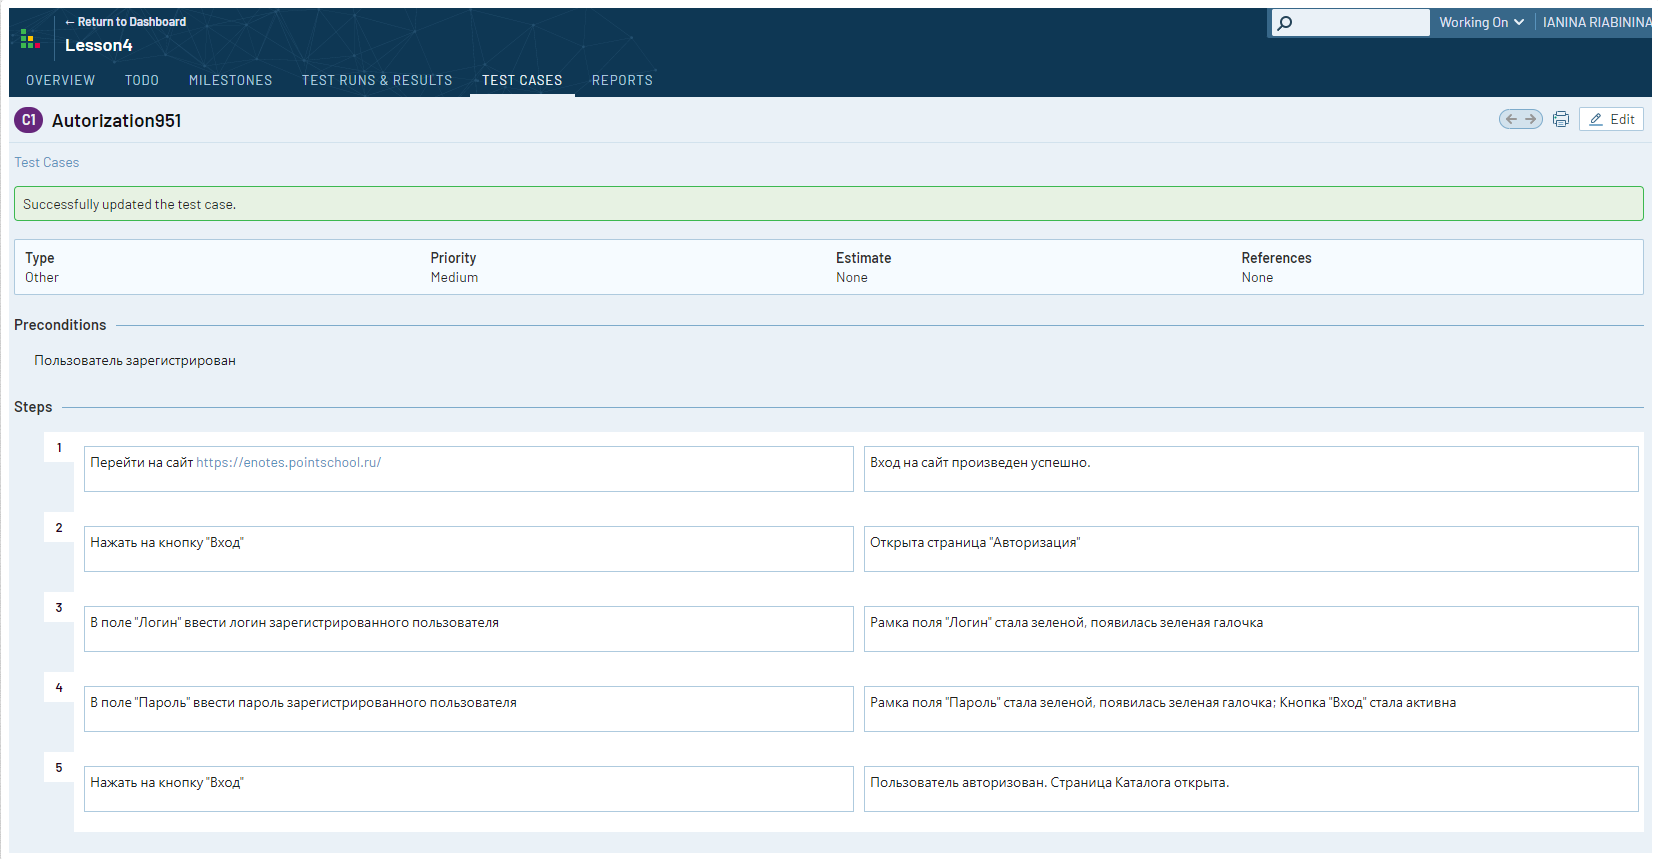 ← Return to Dashboard
Lesson4
Working On
IANINA RIABININA
OVERVIEW TODO MILESTONES TEST RUNS & RESULTS TEST CASES REPORTS
C1 Autorization951
Edit
Test Cases
Successfully updated the test case.
Type Priority Estimate References
Other Medium None None
Preconditions
Пользователь зарегистрирован
Steps
1
Перейти на сайт https://enotes.pointschool.ru/
Вход на сайт произведен успешно.
2
Нажать на кнопку "Вход"
Открыта страница "Авторизация"
3
В поле "Логин" ввести логин зарегистрированного пользователя
Рамка поля "Логин" стала зеленой, появилась зеленая галочка
4
В поле "Пароль" ввести пароль зарегистрированного пользователя
Рамка поля "Пароль" стала зеленой, появилась зеленая галочка; Кнопка "Вход" стала активна
5
Нажать на кнопку "Вход"
Пользователь авторизован. Страница Каталога открыта.